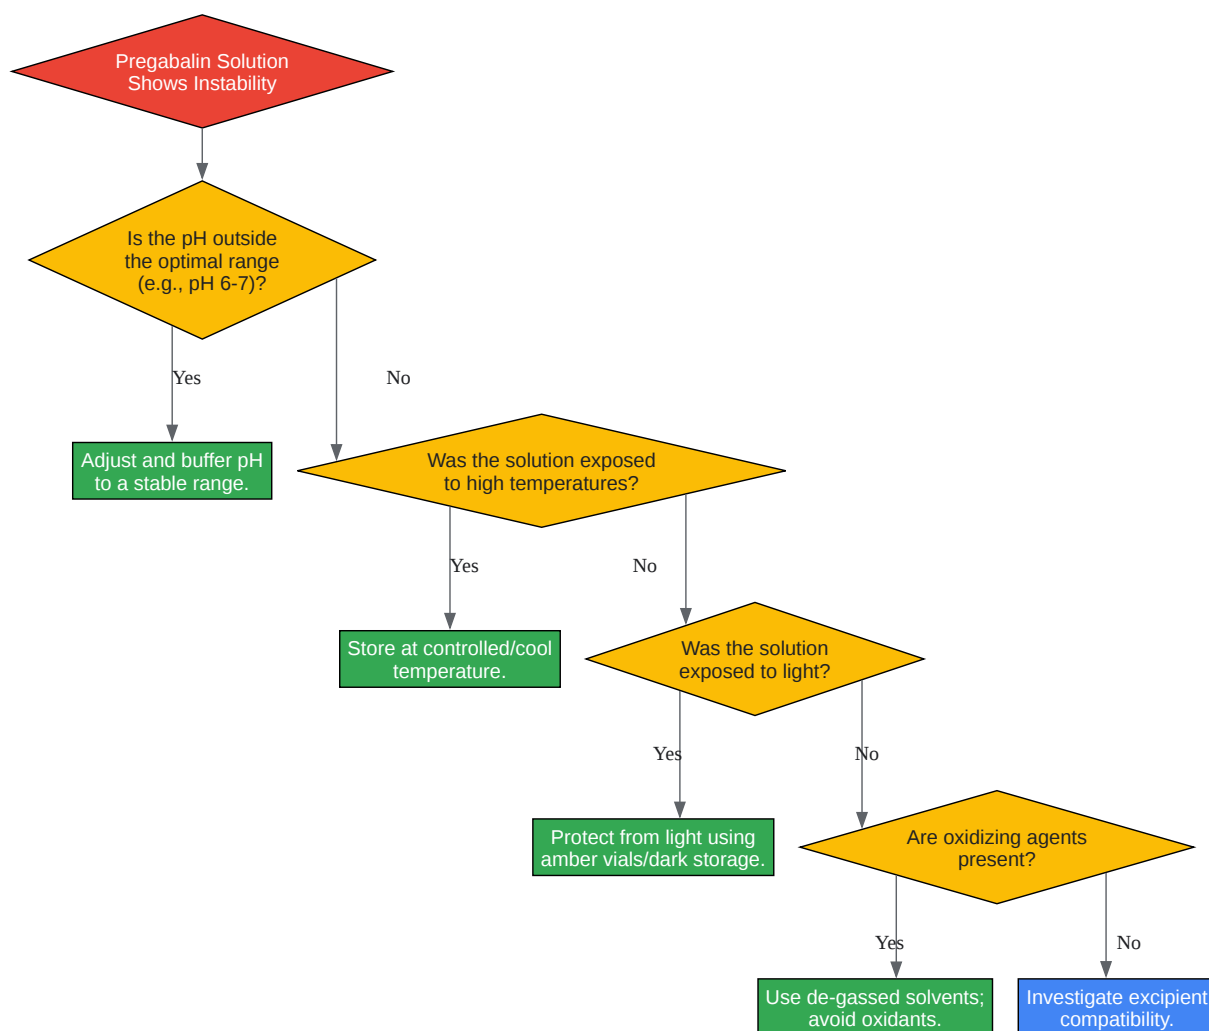 Pregabalin Solution
Shows Instability
Is the pH outside
the optimal range
(e.g., pH 6-7)?
Yes
No
Adjust and buffer pH
to a stable range.
Was the solution exposed
to high temperatures?
Yes
No
Store at controlled/cool
temperature.
Was the solution
exposed to light?
Yes
No
Protect from light using
amber vials/dark storage.
Are oxidizing agents
present?
Yes
No
Use de-gassed solvents;
avoid oxidants.
Investigate excipient
compatibility.